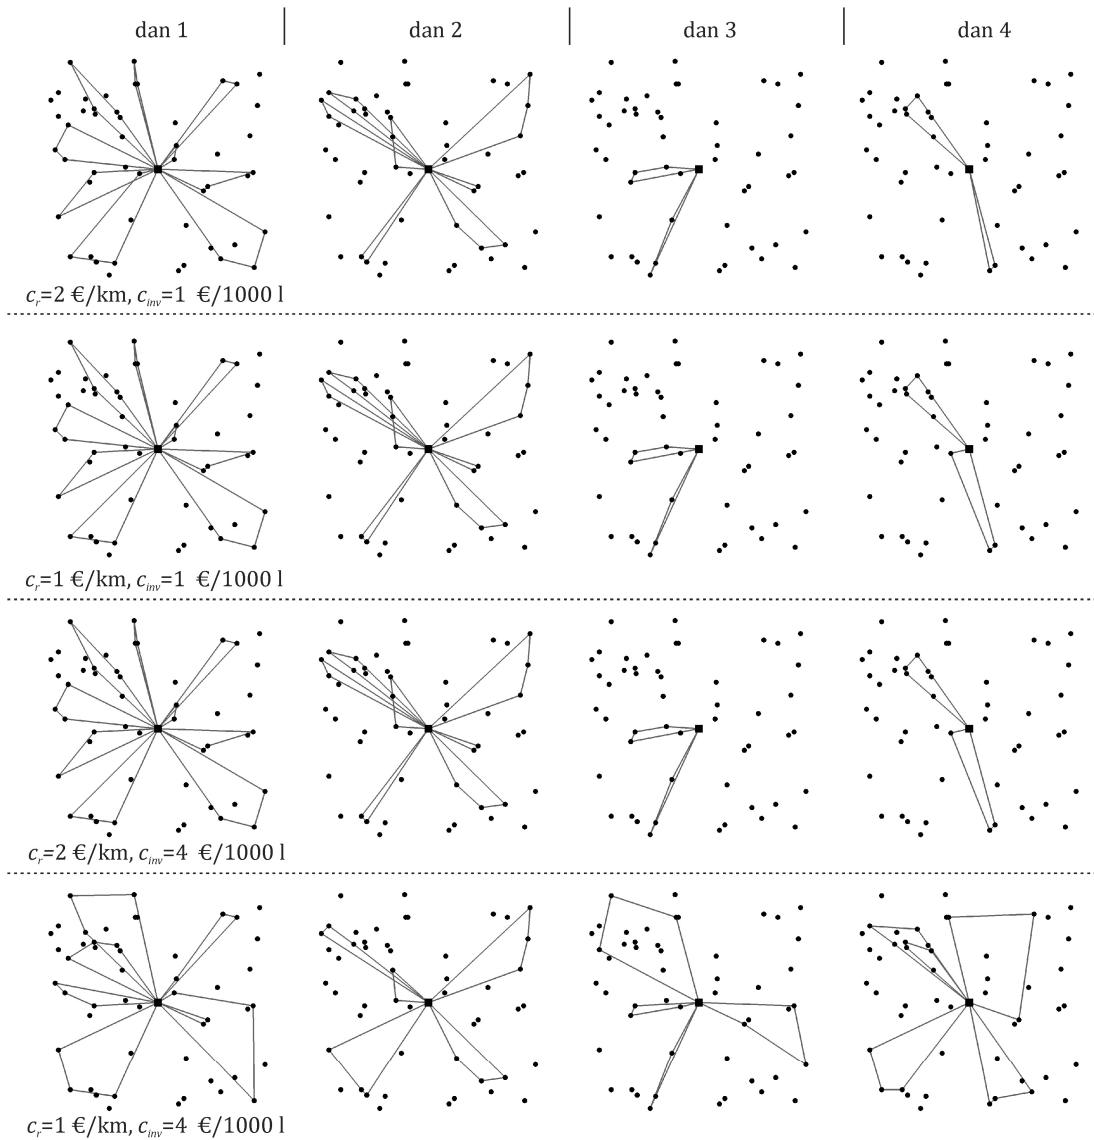 dan 1 dan 2 dan 3 dan 4
c_r=2 €/km, c_inv=1 €/1000 l
c_r=1 €/km, c_inv=1 €/1000 l
c_r=2 €/km, c_inv=4 €/1000 l
c_r=1 €/km, c_inv=4 €/1000 l